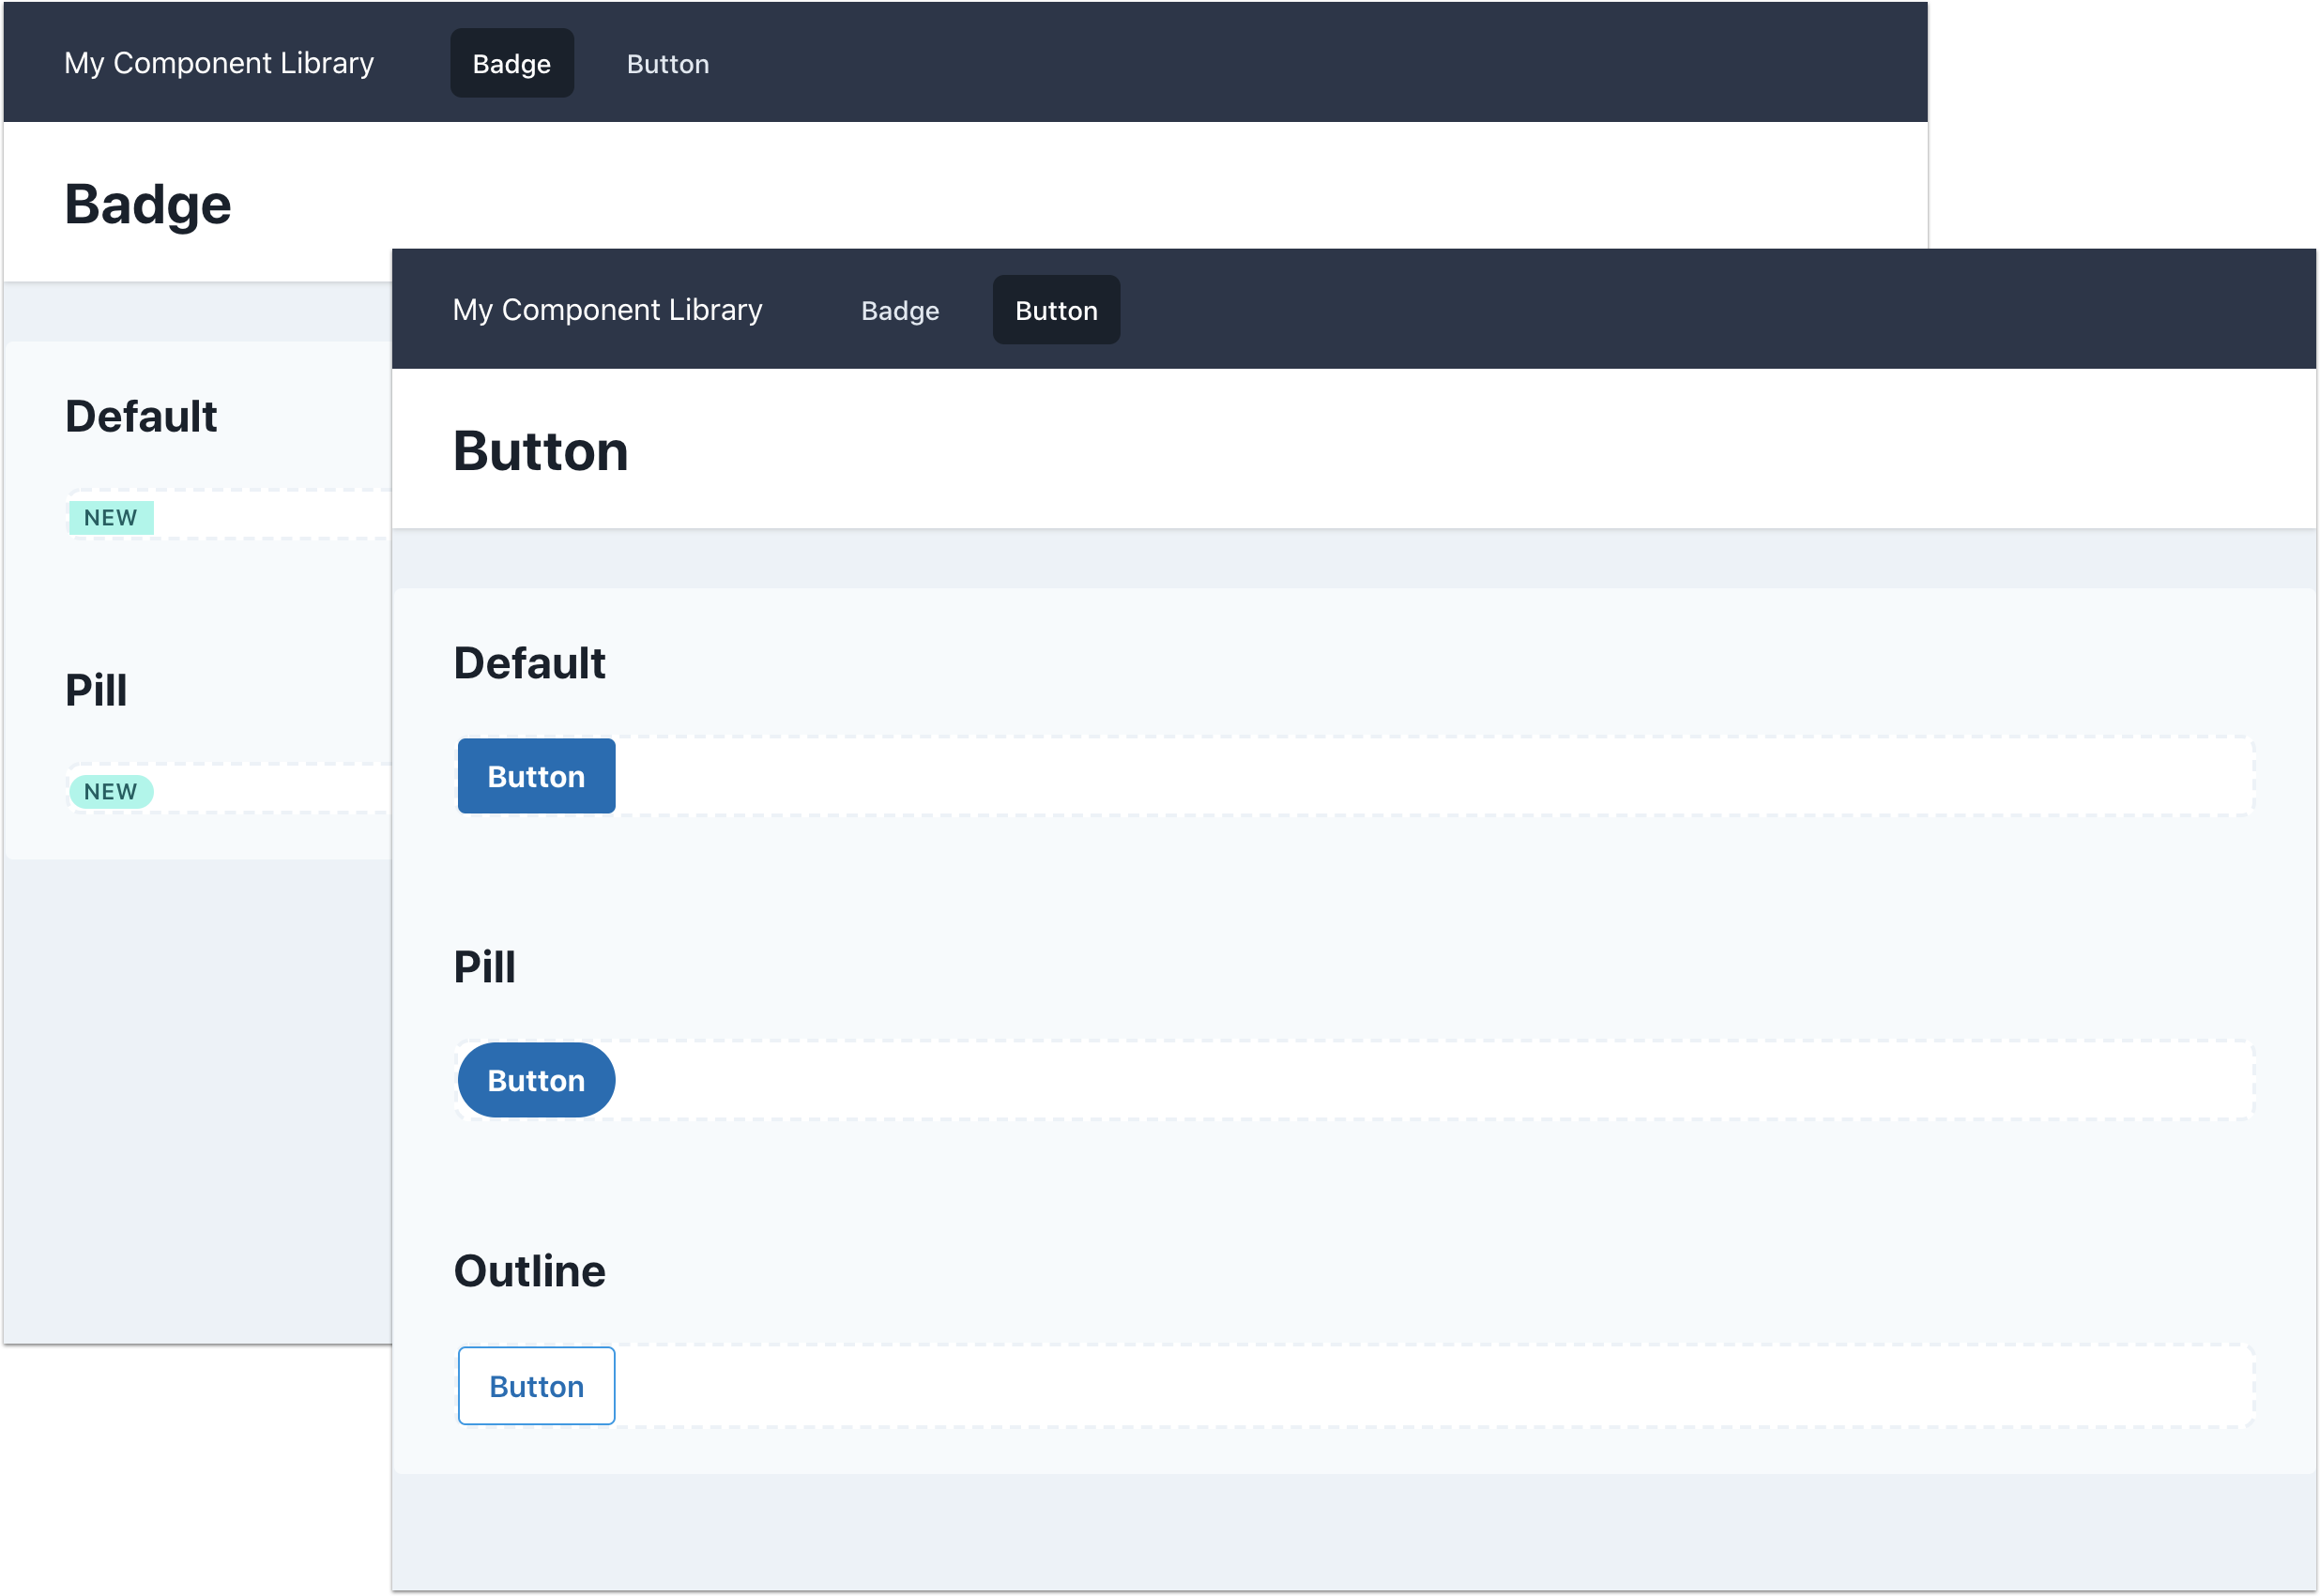 My Component Library Badge Button
Badge
Default
NEW
Pill
NEW
My Component Library Badge Button
Button
Default
Button
Pill
Button
Outline
Button